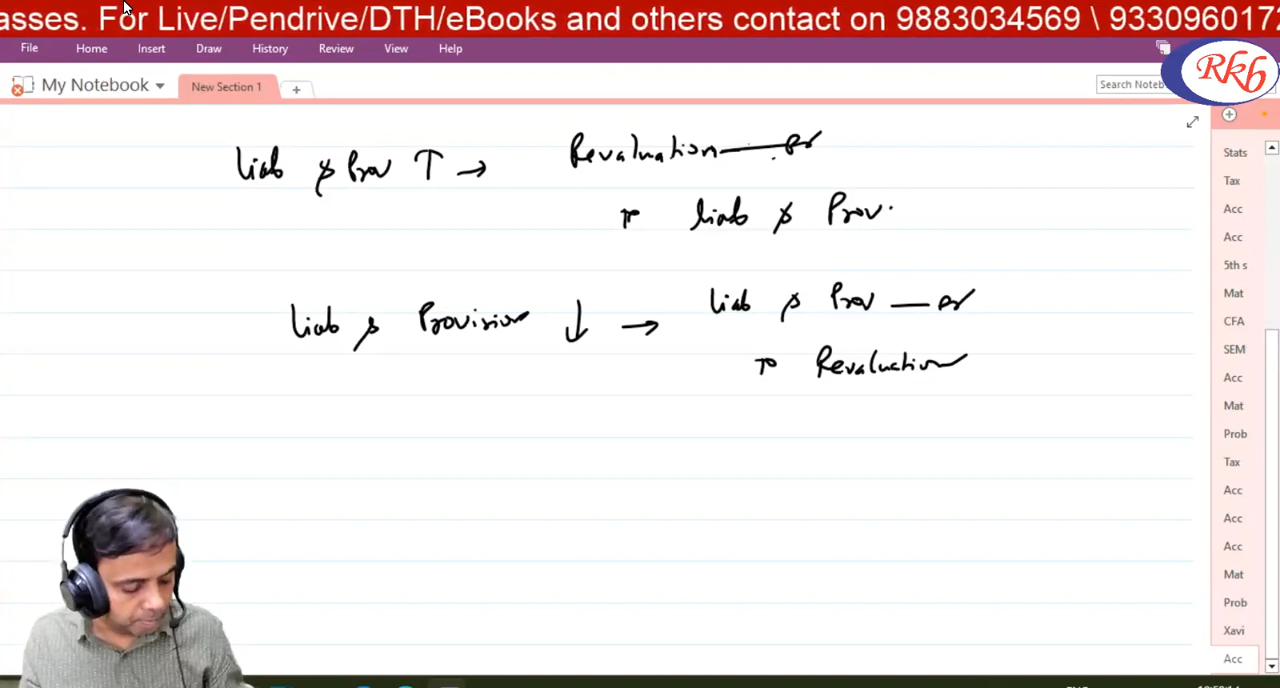 asses. For Live/Pendrive/DTH/eBooks and others contact on 9883034569 \ 933096017
File Home Insert Draw History Review View Help
Rkb
My Notebook New Section 1 + Search Noteb
Liab & Prov ↑ → Revaluation — Dr
To Liab & Prov.
Liab & Provision ↓ → Liab & Prov — Dr
To Revaluation
Stats
Tax
Acc
Acc
5th s
Mat
CFA
SEM
Acc
Mat
Prob
Tax
Acc
Acc
Acc
Mat
Prob
Xavi
Acc